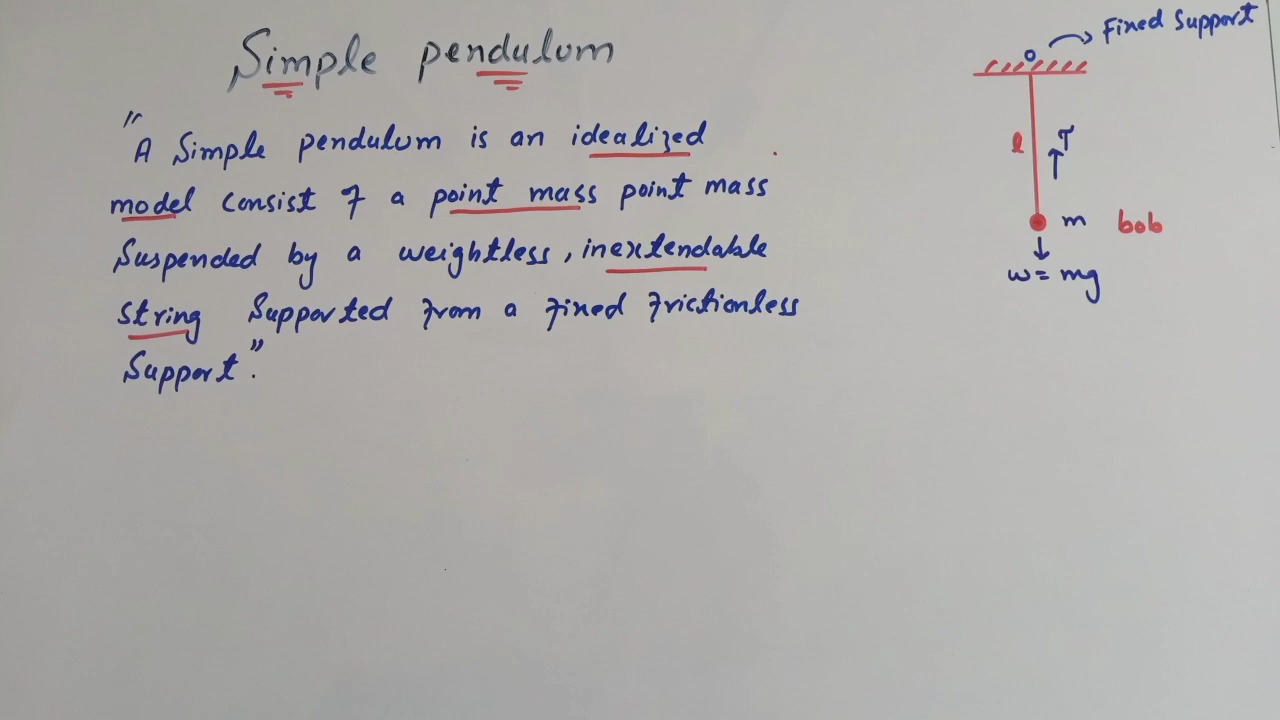 Simple pendulum
"A Simple pendulum is an idealized
model consist of a point mass point mass
Suspended by a weightless, inextendable
string Supported from a fixed frictionless
Support".
o
Fixed Support
l
T
m
bob
w = mg